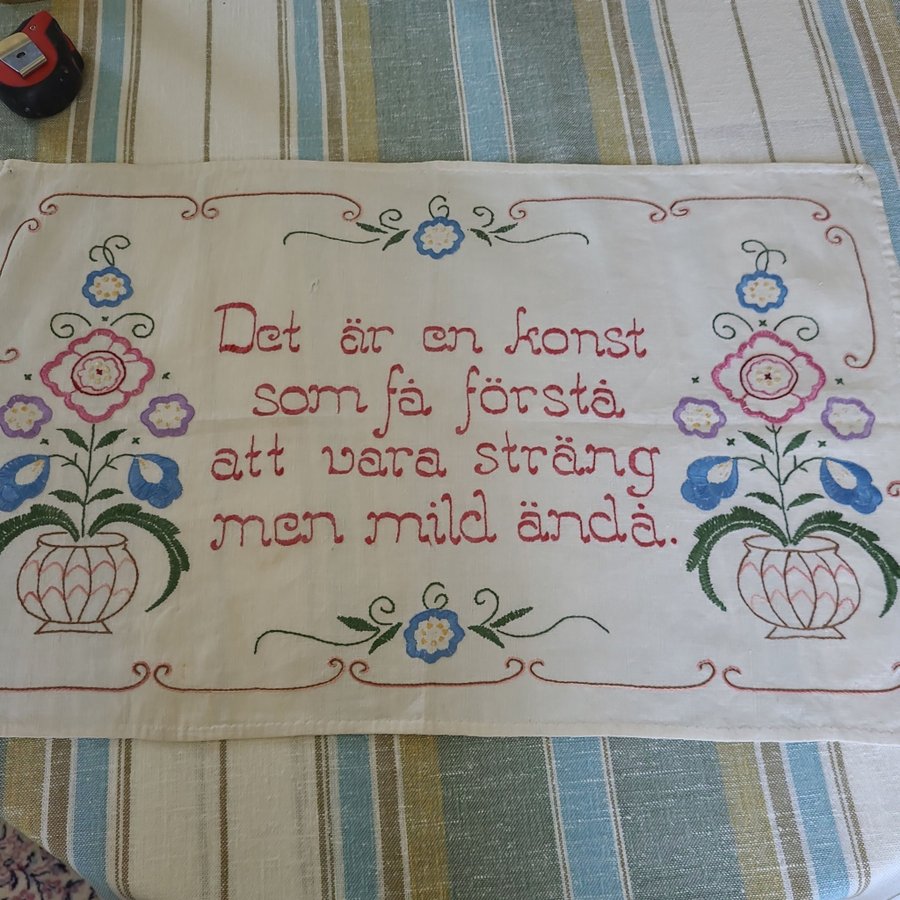 Det är en konst
som få förstå
att vara sträng
men mild ändå.